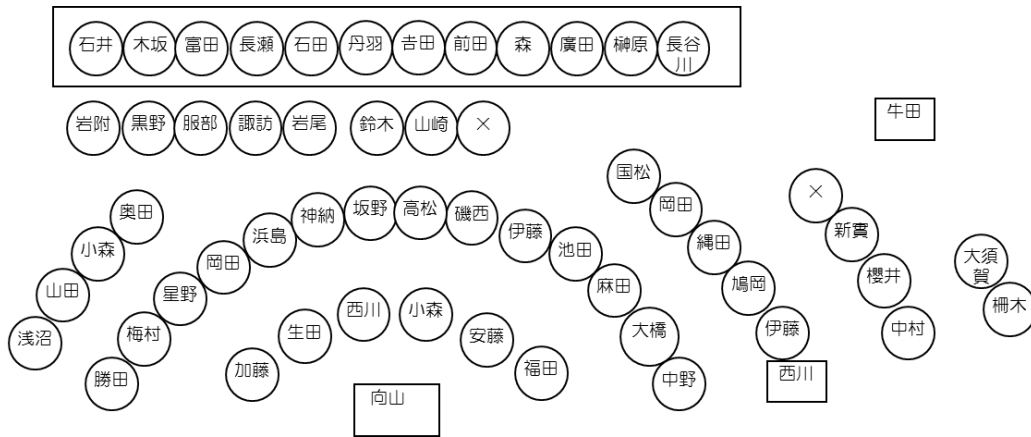 石井 木坂 富田 長瀬 石田 丹羽 𠮷田 前田 森 廣田 榊原 長谷川
岩附 黒野 服部 諏訪 岩尾 鈴木 山崎 ×
牛田
国松 岡田 縄田 鳩岡 伊藤
西川
× 新實 櫻井 中村
大須賀 柵木
奥田 小森 山田 浅沼
勝田 梅村 星野 岡田 浜島 神納 坂野 高松 磯西 伊藤 池田 麻田 大橋 中野
加藤 生田 西川 小森 安藤 福田
向山